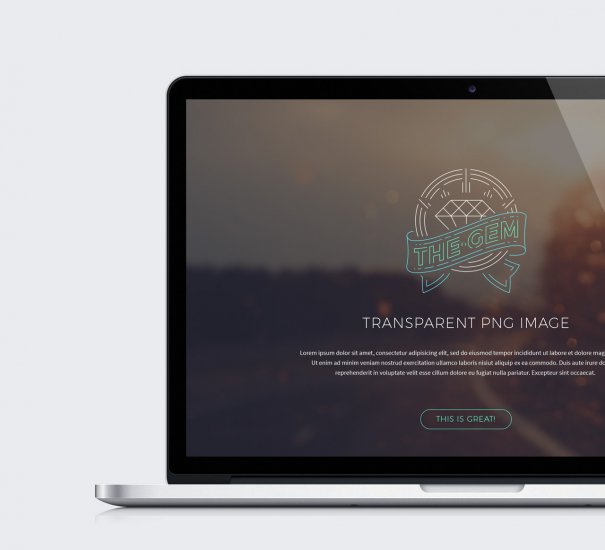 THE GEM
TRANSPARENT PNG IMAGE
Lorem ipsum dolor sit amet, consectetur adipisicing elit, sed do eiusmod tempor incididunt ut labore et dolore mag
Ut enim ad minim veniam nostrud exercitation ullamco laboris nisi aliquip ex ea commodo. Duis aute irure do
reprehenderit in voluptate velit esse cillum dolore eu fugiat nulla pariatur. Excepteur sint occaecat.
THIS IS GREAT!